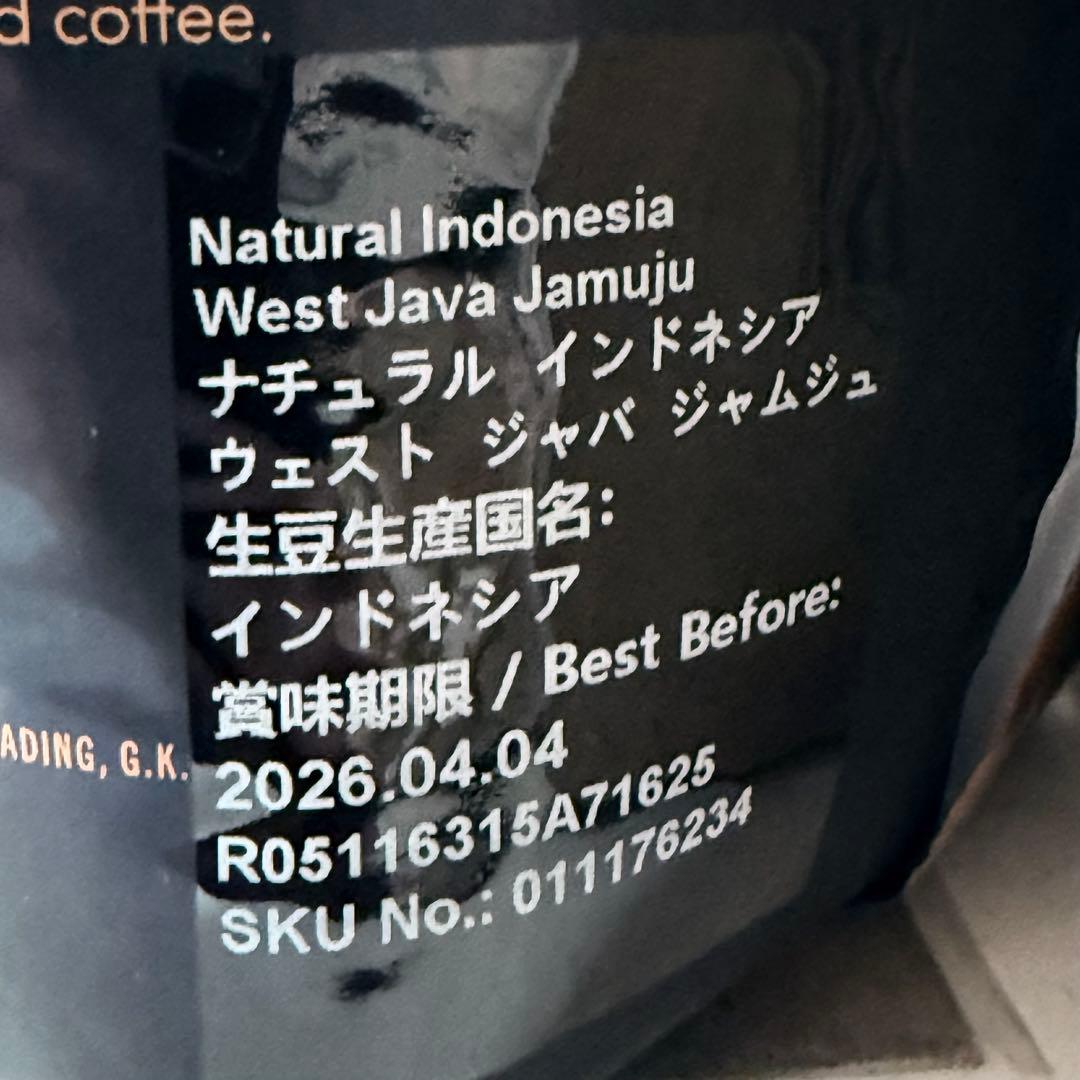 d coffee.
Natural Indonesia
West Java Jamuju
ナチュラル インドネシア
ウェスト ジャバ ジャムジュ
生豆生産国名:
インドネシア
賞味期限 / Best Before:
2026.04.04
R05116315A71625
SKU No.: 011176234
ADING, G.K.